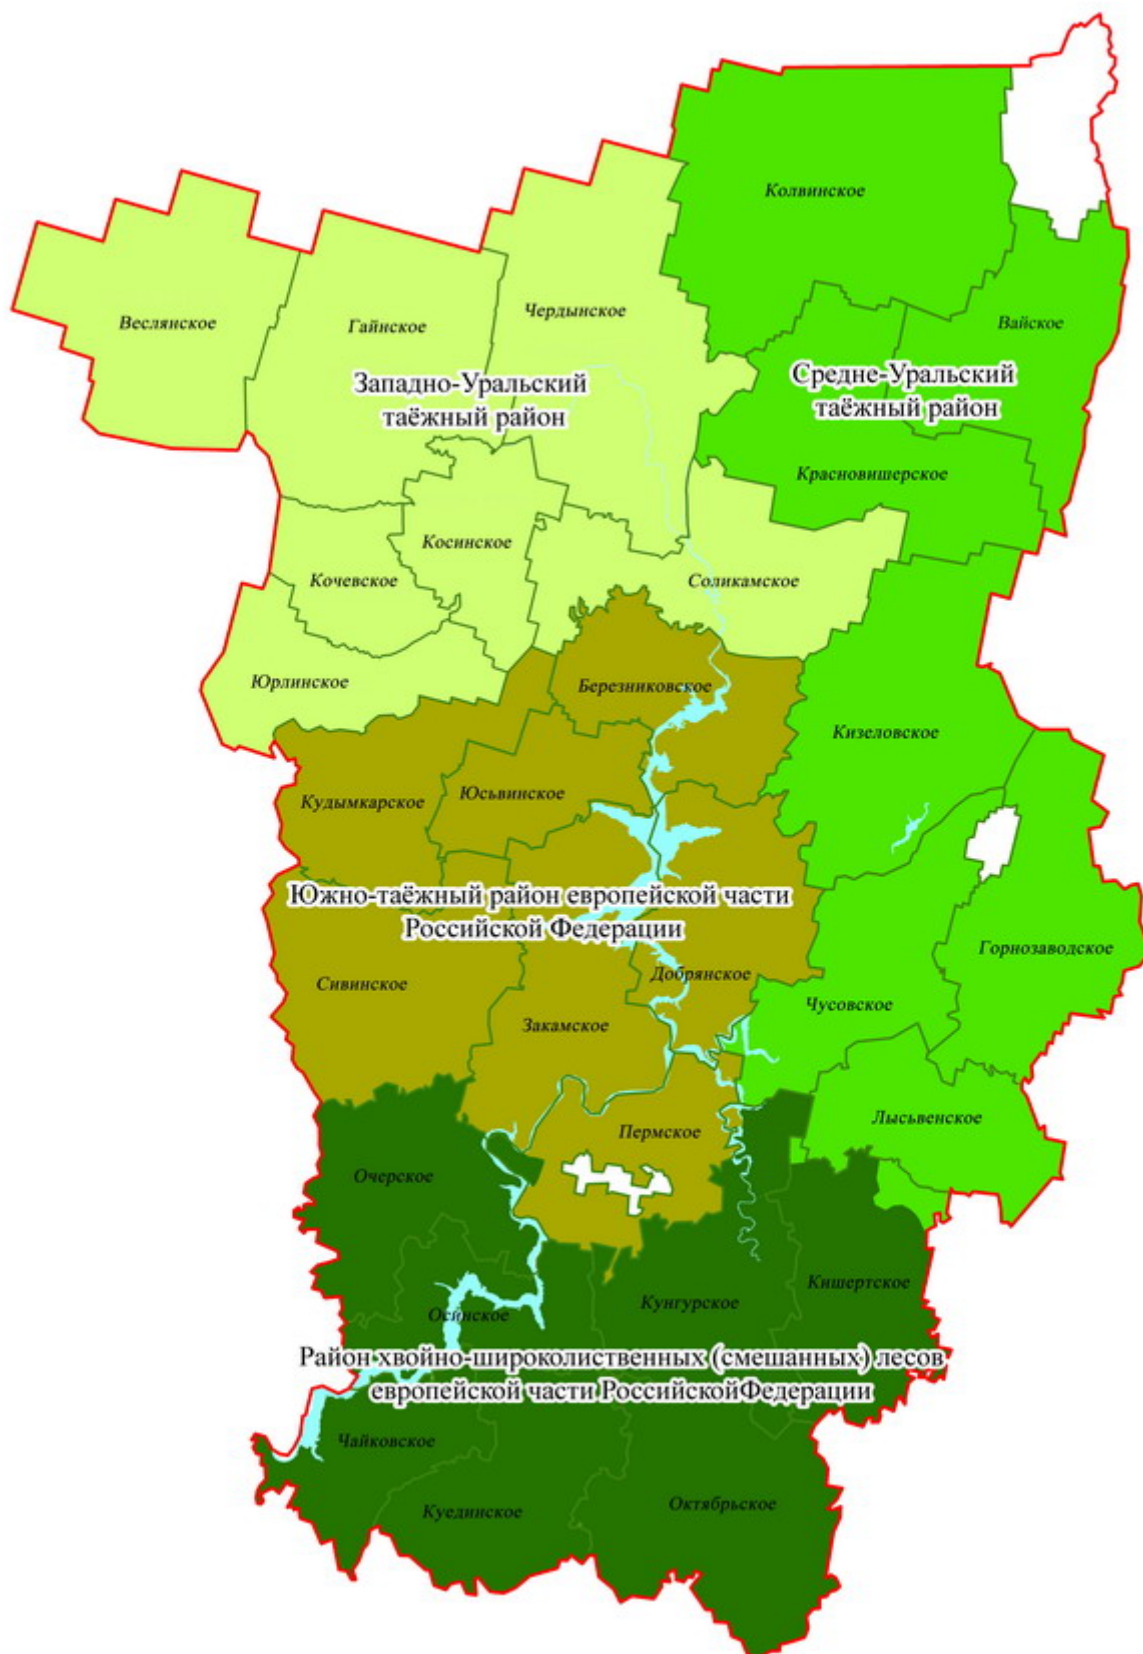 Колвинское
Веслянское
Гайнское
Чердынское
Вайское
Западно-Уральский
таёжный район
Средне-Уральский
таёжный район
Красновишерское
Косинское
Кочевское
Соликамское
Юрлинское
Березниковское
Кизеловское
Кудымкарское
Юсьвинское
Южно-таёжный район европейской части
Российской Федерации
Горнозаводское
Сивинское
Добрянское
Закамское
Чусовское
Лысьвенское
Пермское
Очерское
Кишертское
Кунгурское
Осинское
Район хвойно-широколиственных (смешанных) лесов
европейской части РоссийскойФедерации
Чайковское
Куединское
Октябрьское